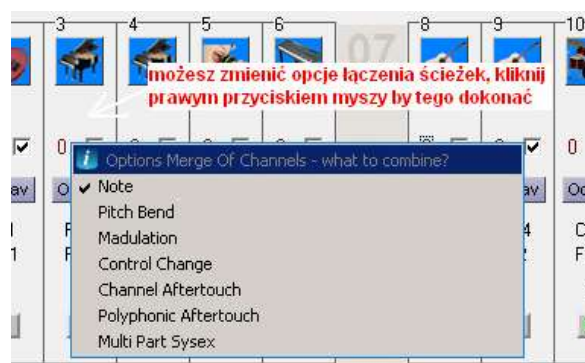 3 4 5 6 07 8 9 10
możesz zmienić opcje łączenia ścieżek, kliknij
prawym przyciskiem myszy by tego dokonać
0
Options Merge Of Channels - what to combine?
av
Note
Pitch Bend
Madulation
Control Change
Channel Aftertouch
Polyphonic Aftertouch
Multi Part Sysex